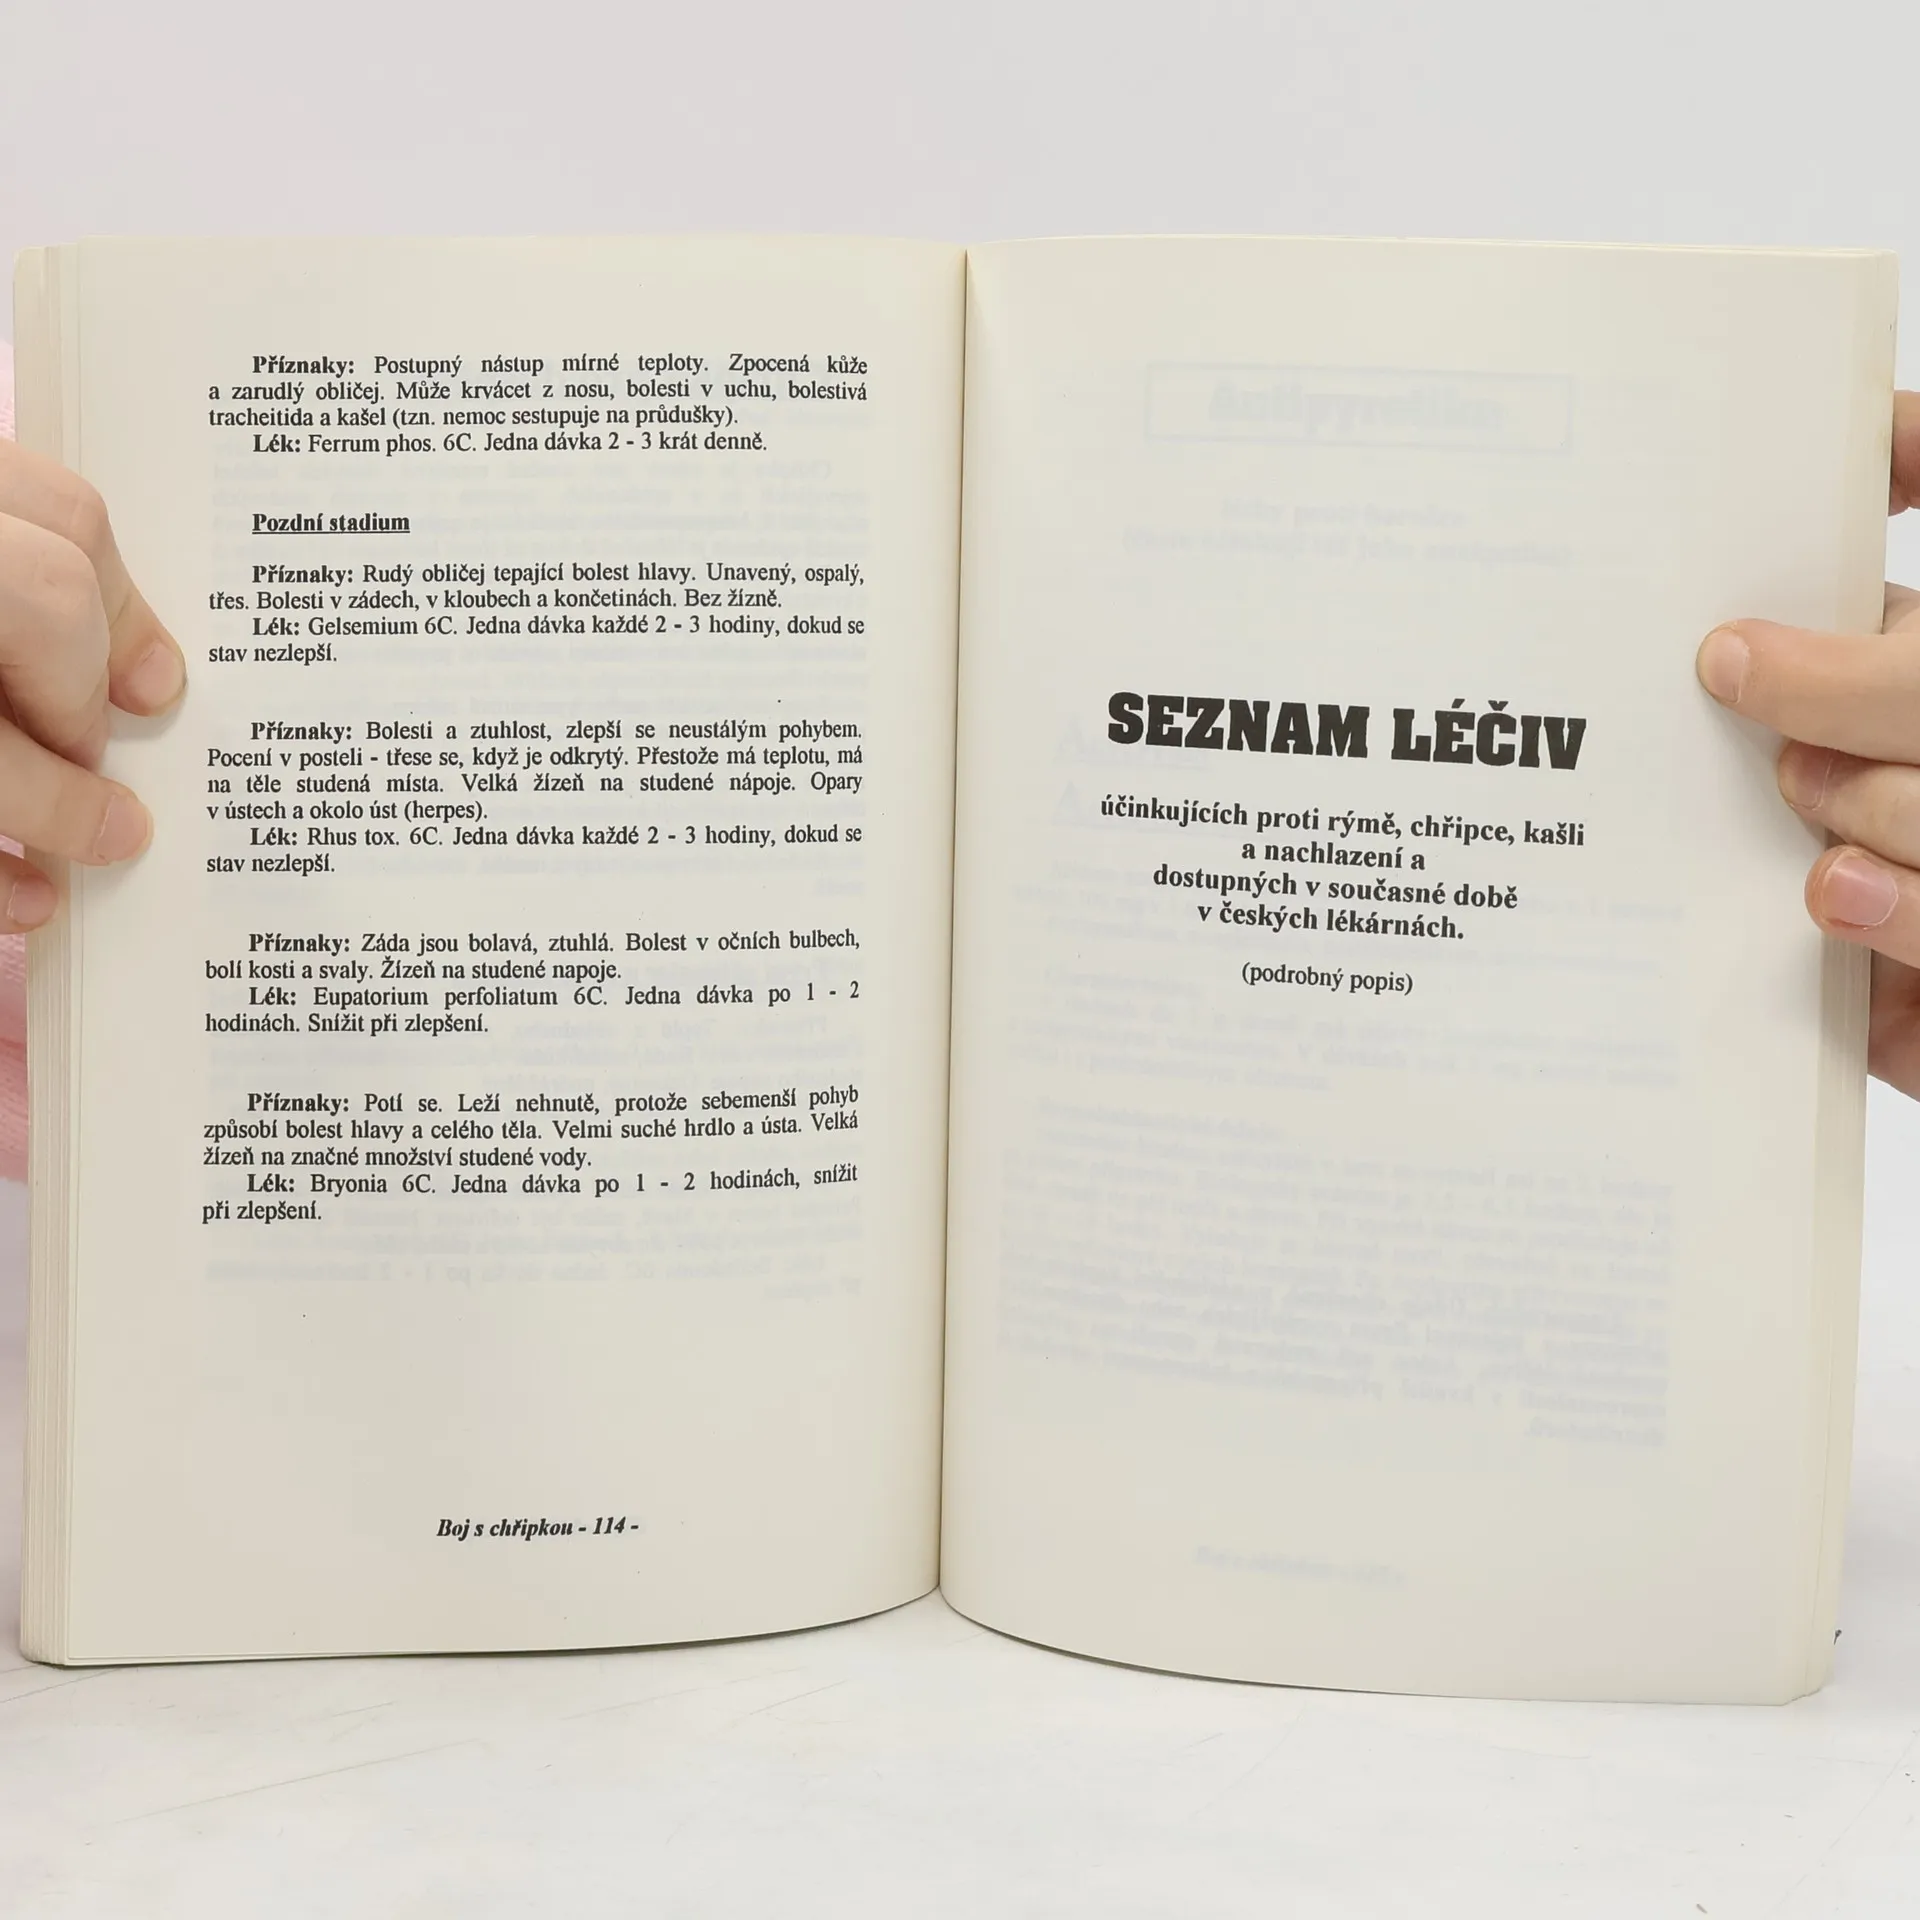 Příznaky: Postupný nástup mírné teploty. Zpocená kůže
a zarudlý obličej. Může krvácet z nosu, bolesti v uchu, bolestivá
tracheitida a kašel (tzn. nemoc sestupuje na průdušky).
Lék: Ferrum phos. 6C. Jedna dávka 2 - 3 krát denně.
Pozdní stadium
Příznaky: Rudý obličej tepající bolest hlavy. Unavený, ospalý,
třes. Bolesti v zádech, v kloubech a končetinách. Bez žízně.
Lék: Gelsemium 6C. Jedna dávka každé 2 - 3 hodiny, dokud se
stav nezlepší.
Příznaky: Bolesti a ztuhlost, zlepší se neustálým pohybem.
Pocení v posteli - třese se, když je odkrytý. Přestože má teplotu, má
na těle studená místa. Velká žízeň na studené nápoje. Opary
v ústech a okolo úst (herpes).
Lék: Rhus tox. 6C. Jedna dávka každé 2 - 3 hodiny, dokud se
stav nezlepší.
Příznaky: Záda jsou bolavá, ztuhlá. Bolest v očních bulbech,
bolí kosti a svaly. Žízeň na studené napoje.
Lék: Eupatorium perfoliatum 6C. Jedna dávka po 1 - 2
hodinách. Snížit při zlepšení.
Příznaky: Potí se. Leží nehnutě, protože sebemenší pohyb
způsobí bolest hlavy a celého těla. Velmi suché hrdlo a ústa. Velká
žízeň na značné množství studené vody.
Lék: Bryonia 6C. Jedna dávka po 1 - 2 hodinách, snížit
při zlepšení.
Boj s chřipkou - 114 -
SEZNAM LÉČIV
účinkujících proti rýmě, chřipce, kašli
a nachlazení a
dostupných v současné době
v českých lékárnách.
(podrobný popis)